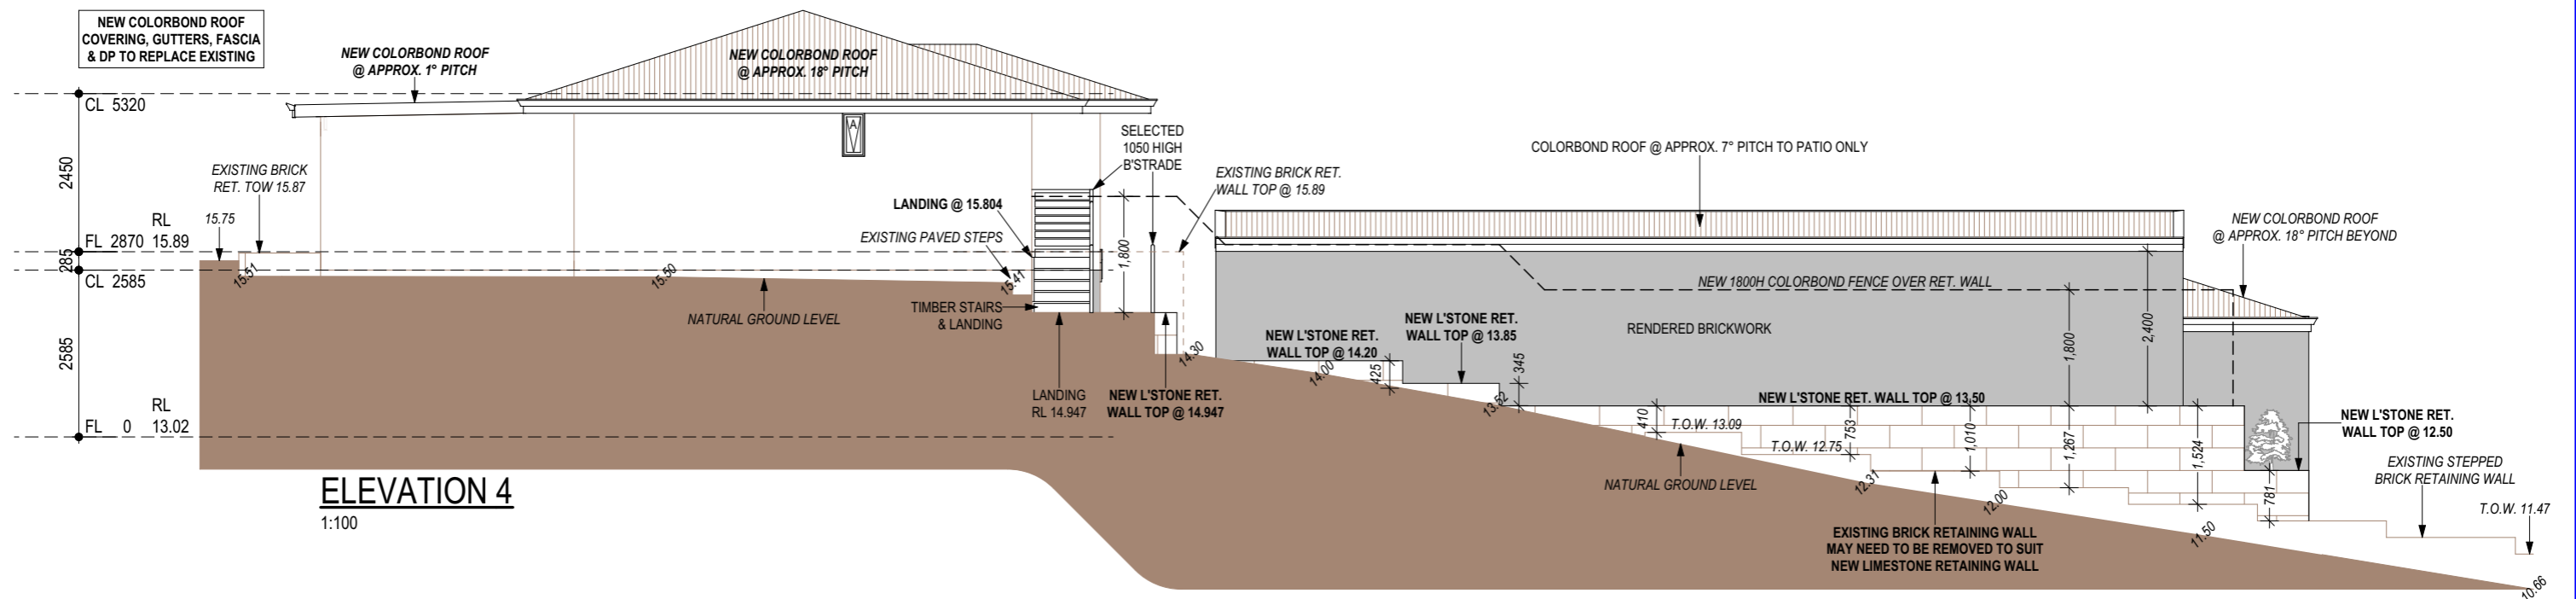 NEW COLORBOND ROOF
COVERING, GUTTERS, FASCIA
& DP TO REPLACE EXISTING
NEW COLORBOND ROOF
@ APPROX. 1° PITCH
NEW COLORBOND ROOF
@ APPROX. 18° PITCH
A
CL 5320
2450
285
2585
RL
FL 2870 15.89
CL 2585
RL
FL 0 13.02
EXISTING BRICK
RET. TOW 15.87
15.75
15.51
15.50
15.41
NATURAL GROUND LEVEL
LANDING @ 15.804
EXISTING PAVED STEPS
TIMBER STAIRS
& LANDING
SELECTED
1050 HIGH
B'STRADE
1,800
EXISTING BRICK RET.
WALL TOP @ 15.89
LANDING
RL 14.947
NEW L'STONE RET.
WALL TOP @ 14.947
14.30
COLORBOND ROOF @ APPROX. 7° PITCH TO PATIO ONLY
NEW COLORBOND ROOF
@ APPROX. 18° PITCH BEYOND
NEW 1800H COLORBOND FENCE OVER RET. WALL
RENDERED BRICKWORK
NEW L'STONE RET.
WALL TOP @ 14.20
NEW L'STONE RET.
WALL TOP @ 13.85
14.00
425
345
13.52
1,800
2,400
NEW L'STONE RET. WALL TOP @ 13.50
410
T.O.W. 13.09
T.O.W. 12.75
753
1,010
1,267
1,524
781
NEW L'STONE RET.
WALL TOP @ 12.50
EXISTING STEPPED
BRICK RETAINING WALL
T.O.W. 11.47
NATURAL GROUND LEVEL
12.31
12.00
11.50
10.66
EXISTING BRICK RETAINING WALL
MAY NEED TO BE REMOVED TO SUIT
NEW LIMESTONE RETAINING WALL
ELEVATION 4
1:100